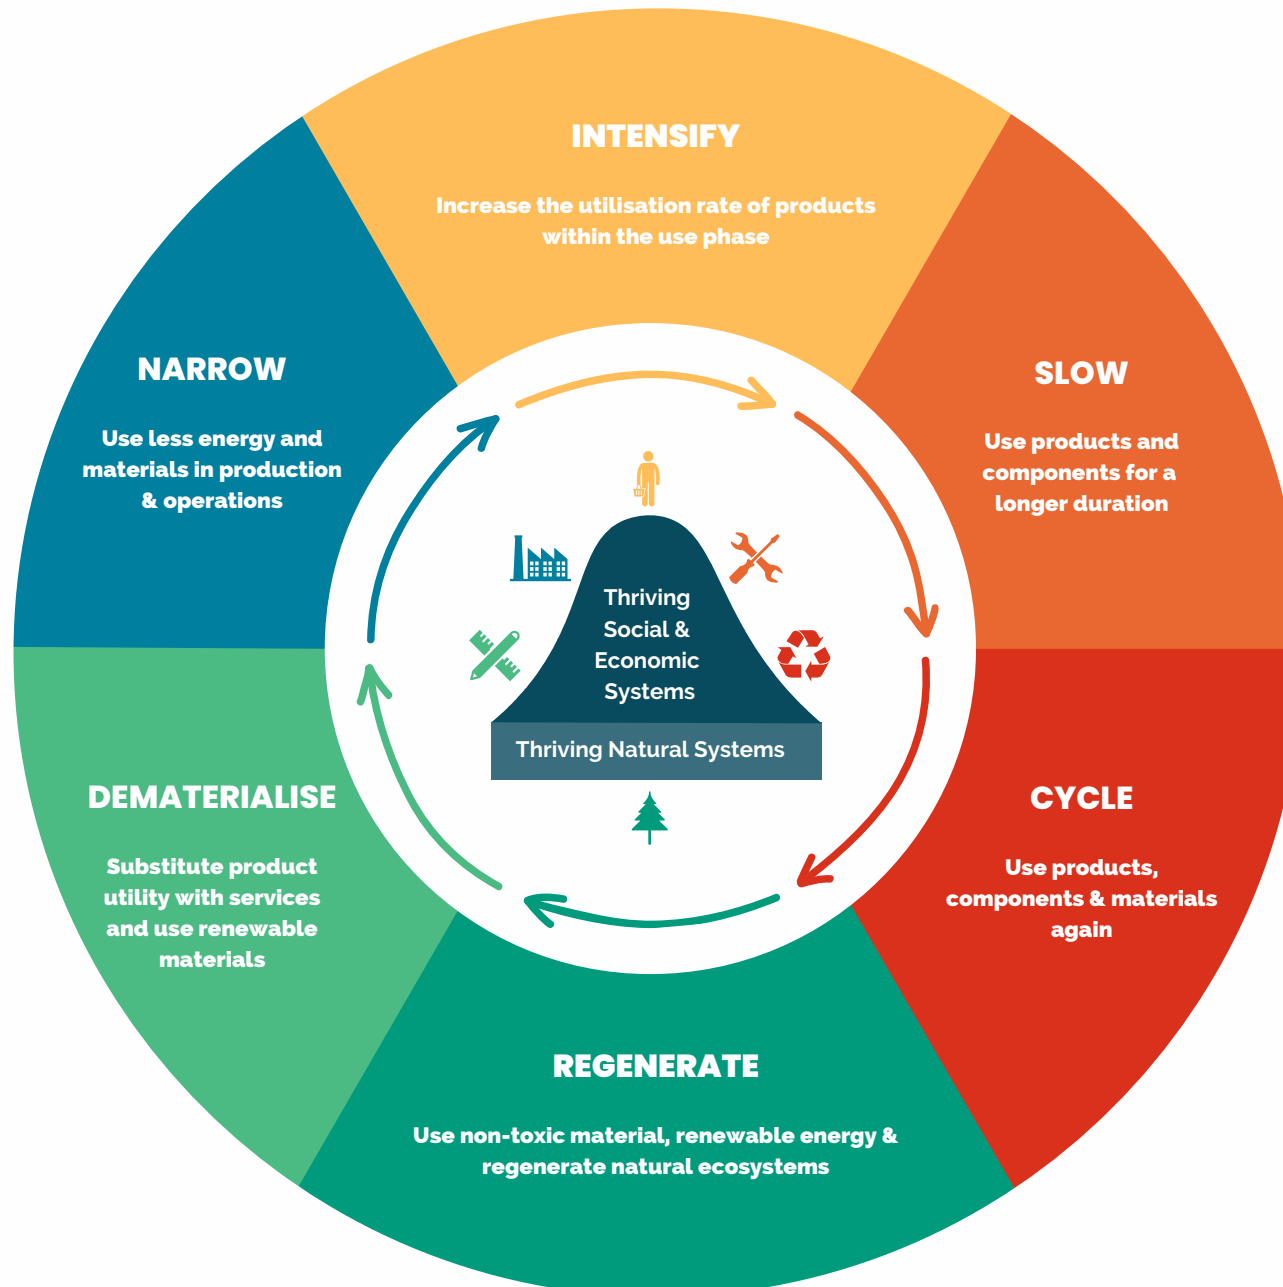 INTENSIFY
Increase the utilisation rate of products
within the use phase
SLOW
Use products and
components for a
longer duration
CYCLE
Use products,
components & materials
again
REGENERATE
Use non-toxic material, renewable energy &
regenerate natural ecosystems
DEMATERIALISE
Substitute product
utility with services
and use renewable
materials
NARROW
Use less energy and
materials in production
& operations
Thriving
Social &
Economic
Systems
Thriving Natural Systems